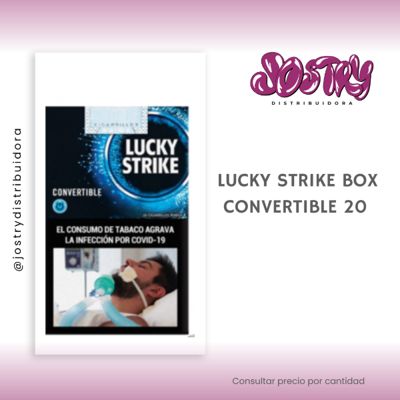 JOSTRY
DISTRIBUIDORA
@jostrydistribuidora
LUCKY
STRIKE
CONVERTIBLE
EL CONSUMO DE TABACO AGRAVA
LA INFECCIÓN POR COVID-19
LUCKY STRIKE BOX
CONVERTIBLE 20
Consultar precio por cantidad